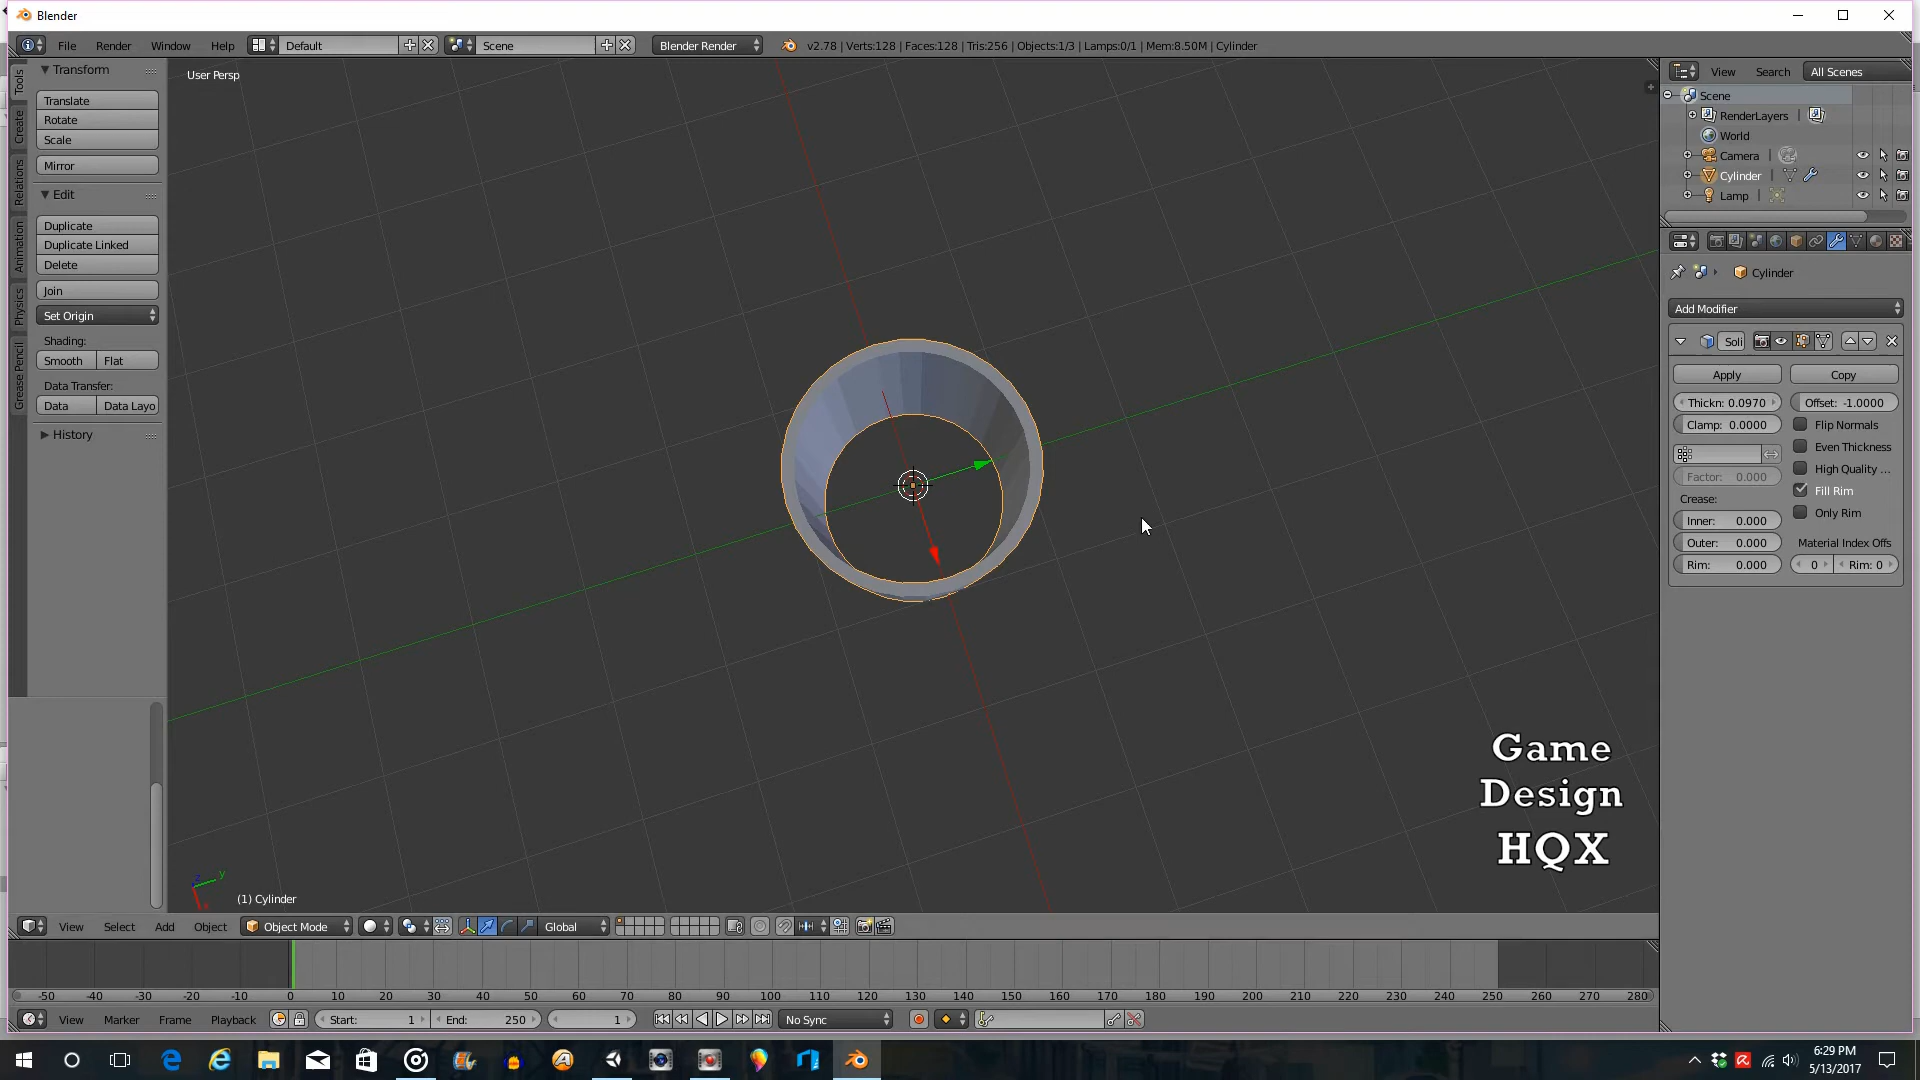 Blender
File Render Window Help Default Scene Blender Render v2.78 | Verts:128 | Faces:128 | Tris:256 | Objects:1/3 | Lamps:0/1 | Mem:8.50M | Cylinder
Tools
Create
Relations
Animation
Physics
Grease Pencil
Transform
Translate
Rotate
Scale
Mirror
Edit
Duplicate
Duplicate Linked
Delete
Join
Set Origin
Shading:
Smooth Flat
Data Transfer:
Data Data Layo
History
User Persp
(1) Cylinder
Game
Design
HQX
View Search All Scenes
Scene
RenderLayers |
World
Camera |
Cylinder |
Lamp |
Cylinder
Add Modifier
Soli
Apply Copy
Thickn: 0.0970 Offset: -1.0000
Clamp: 0.0000 Flip Normals
Even Thickness
Factor: 0.000 High Quality ...
Crease: Fill Rim
Inner: 0.000 Only Rim
Outer: 0.000 Material Index Offs
Rim: 0.000 0 Rim: 0
View Select Add Object Object Mode Global
-50 -40 -30 -20 -10 0 10 20 30 40 50 60 70 80 90 100 110 120 130 140 150 160 170 180 190 200 210 220 230 240 250 260 270 280
View Marker Frame Playback Start: 1 End: 250 1 No Sync
6:29 PM
5/13/2017